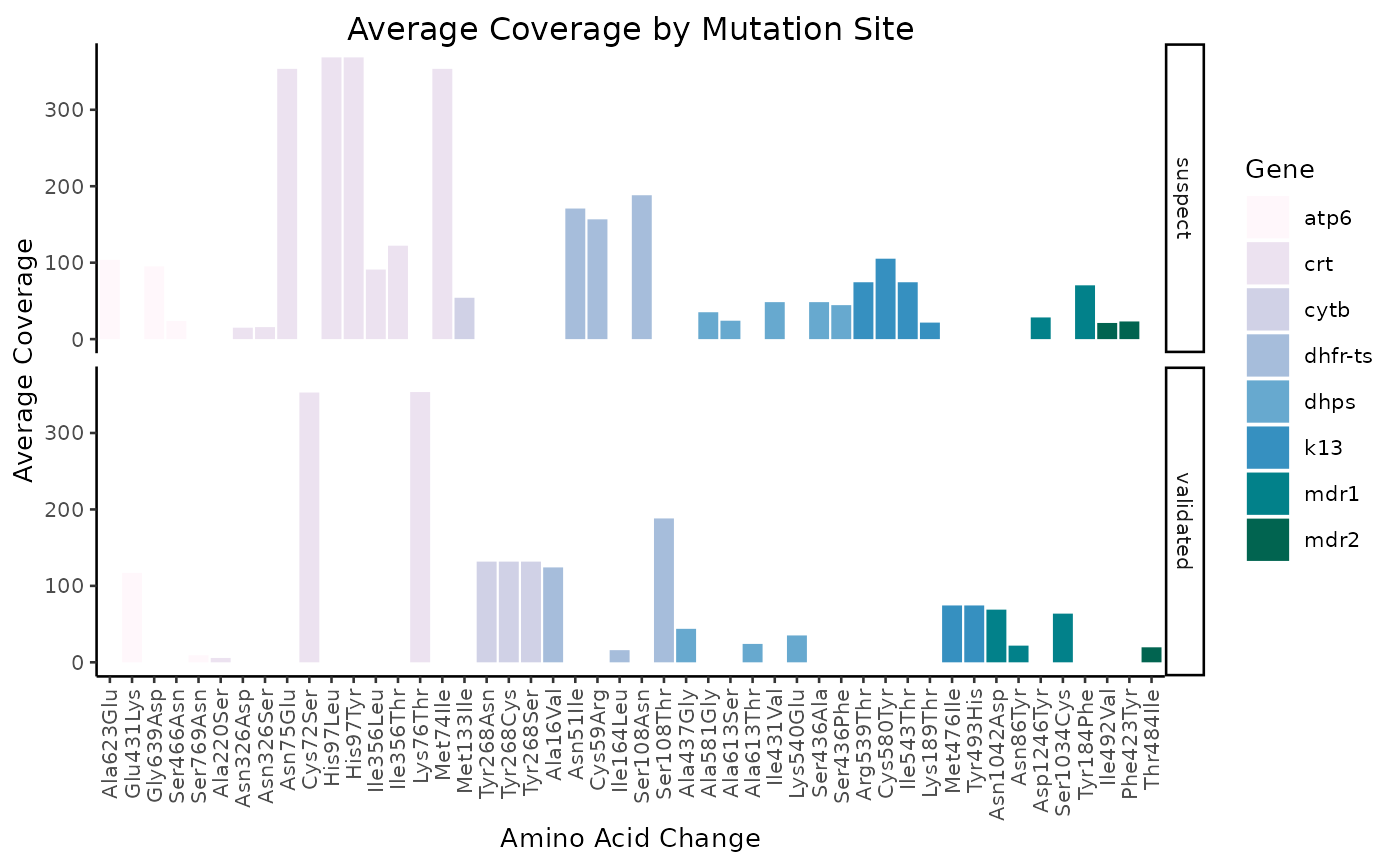 Average Coverage by Mutation Site
Average Coverage
300
200
100
0
suspect
300
200
100
0
validated
Ala623Glu
Glu431Lys
Gly639Asp
Ser466Asn
Ser769Asn
Ala220Ser
Asn326Asp
Asn326Ser
Asn75Glu
Cys72Ser
His97Leu
His97Tyr
Ile356Leu
Ile356Thr
Lys76Thr
Met74Ile
Met133Ile
Tyr268Asn
Tyr268Cys
Tyr268Ser
Ala16Val
Asn51Ile
Cys59Arg
Ile164Leu
Ser108Asn
Ser108Thr
Ala437Gly
Ala581Gly
Ala613Ser
Ala613Thr
Ile431Val
Lys540Glu
Ser436Ala
Ser436Phe
Arg539Thr
Cys580Tyr
Ile543Thr
Lys189Thr
Met476Ile
Tyr493His
Asn1042Asp
Asn86Tyr
Asp1246Tyr
Ser1034Cys
Tyr184Phe
Ile492Val
Phe423Tyr
Thr484Ile
Amino Acid Change
Gene
atp6
crt
cytb
dhfr-ts
dhps
k13
mdr1
mdr2